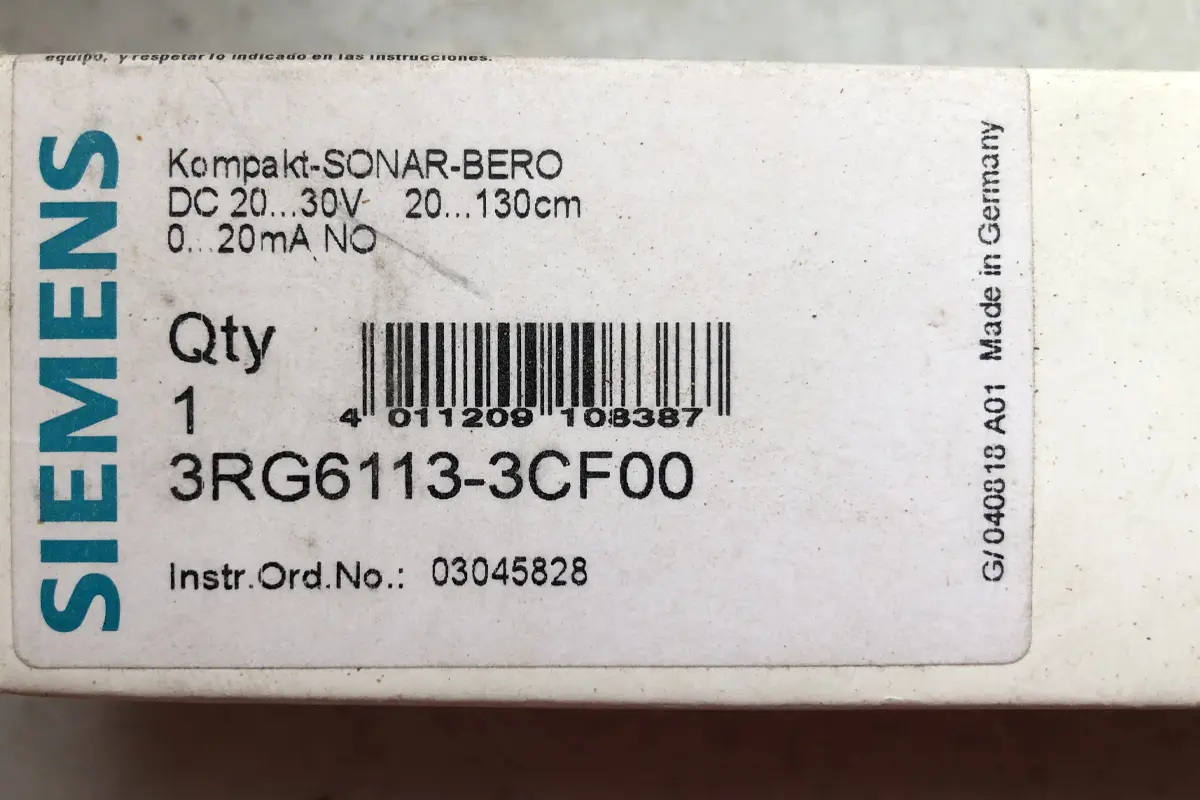 equipo, y respetar lo indicado en las instrucciones.
SIEMENS
Kompakt-SONAR-BERO
DC 20...30V 20...130cm
0...20mA NO
Qty
1
4 011209 108387
3RG6113-3CF00
Instr.Ord.No.: 03045828
G/040818 A01 Made in Germany